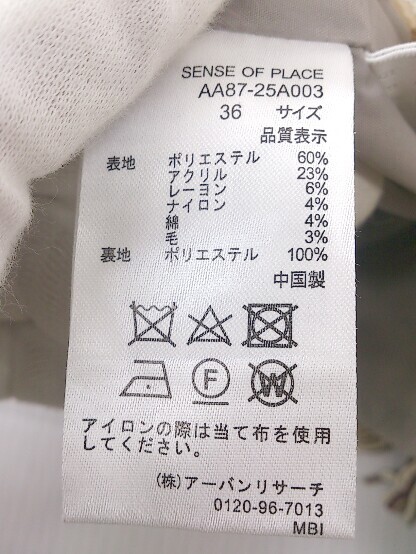 SENSE OF PLACE
AA87-25A003
36 サイズ
品質表示
表地 ポリエステル 60%
アクリル 23%
レーヨン 6%
ナイロン 4%
綿 4%
毛 3%
裏地 ポリエステル 100%
中国製
F W
アイロンの際は当て布を使用
してください。
(株)アーバンリサーチ
0120-96-7013
MBI